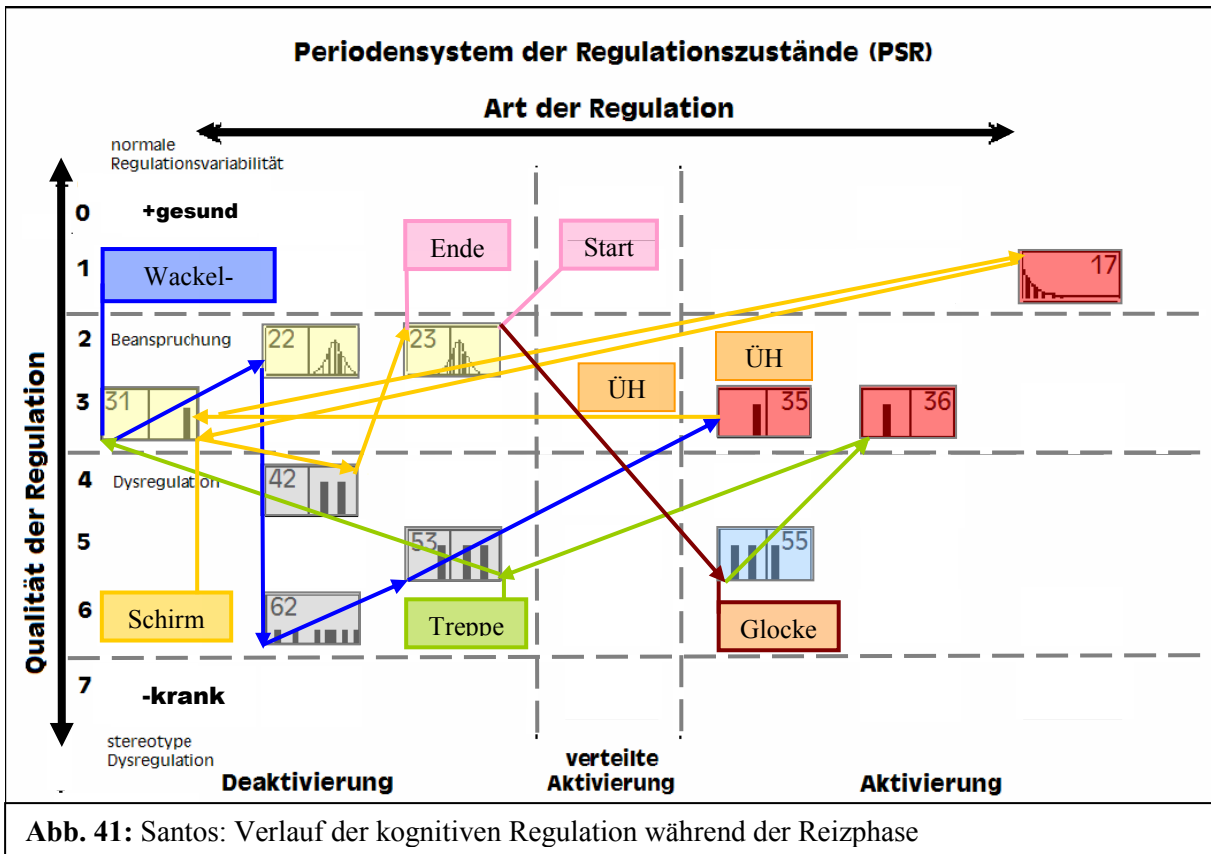 Periodensystem der Regulationszustände (PSR)
Art der Regulation
normale
Regulationsvariabilität
0 +gesund
Ende
Start
1
Wackel-
17
2 Beanspruchung
22
23
ÜH
ÜH
3
31
35
36
4 Dysregulation
42
5
53
55
6
62
Schirm
Treppe
Glocke
7
-krank
Qualität der Regulation
stereotype
Dysregulation
Deaktivierung
verteilte
Aktivierung
Aktivierung
Abb. 41: Santos: Verlauf der kognitiven Regulation während der Reizphase